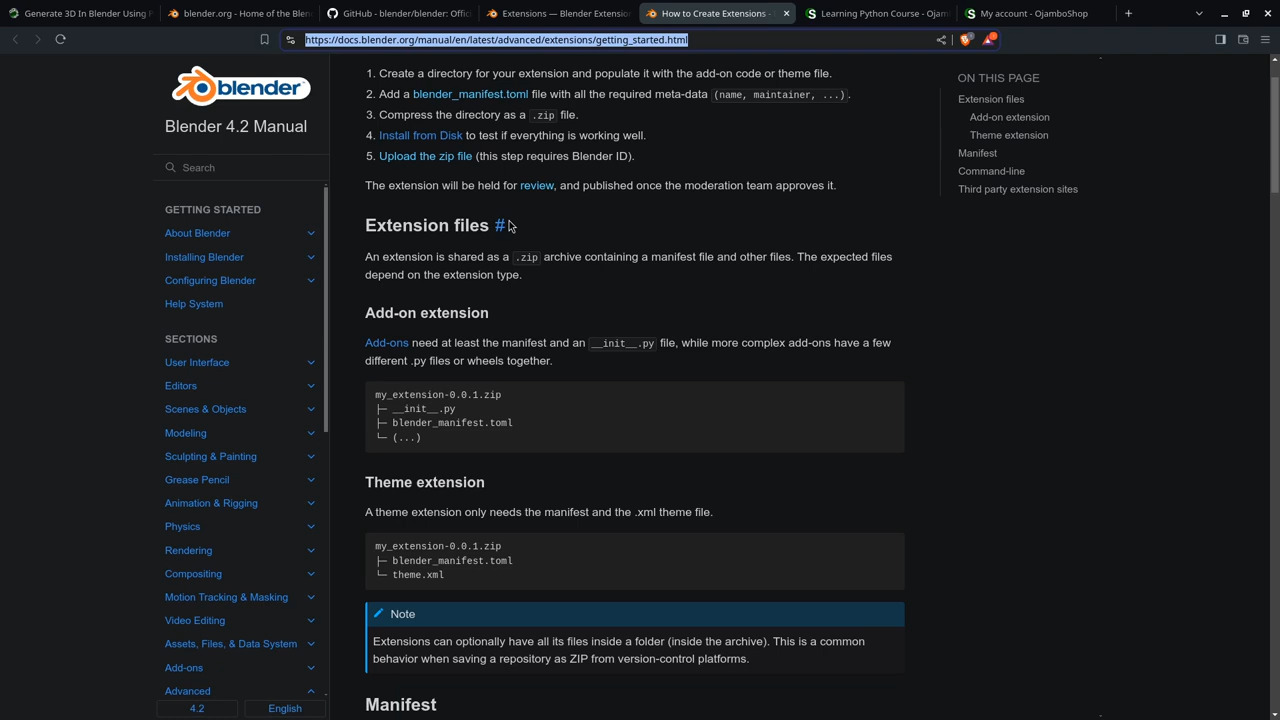 Generate 3D In Blender Using P
blender.org - Home of the Blen
GitHub - blender/blender: Offic
Extensions — Blender Extension
How to Create Extensions -
Learning Python Course - Ojam
My account - OjamboShop
https://docs.blender.org/manual/en/latest/advanced/extensions/getting_started.html
blender
Blender 4.2 Manual
Search
GETTING STARTED
About Blender
Installing Blender
Configuring Blender
Help System
SECTIONS
User Interface
Editors
Scenes & Objects
Modeling
Sculpting & Painting
Grease Pencil
Animation & Rigging
Physics
Rendering
Compositing
Motion Tracking & Masking
Video Editing
Assets, Files, & Data System
Add-ons
Advanced
4.2
English
1. Create a directory for your extension and populate it with the add-on code or theme file.
2. Add a blender_manifest.toml file with all the required meta-data (name, maintainer, ...).
3. Compress the directory as a .zip file.
4. Install from Disk to test if everything is working well.
5. Upload the zip file (this step requires Blender ID).
The extension will be held for review, and published once the moderation team approves it.
Extension files #
An extension is shared as a .zip archive containing a manifest file and other files. The expected files
depend on the extension type.
Add-on extension
Add-ons need at least the manifest and an __init__.py file, while more complex add-ons have a few
different .py files or wheels together.
my_extension-0.0.1.zip
├─ __init__.py
├─ blender_manifest.toml
└─ (...)
Theme extension
A theme extension only needs the manifest and the .xml theme file.
my_extension-0.0.1.zip
├─ blender_manifest.toml
└─ theme.xml
Note
Extensions can optionally have all its files inside a folder (inside the archive). This is a common
behavior when saving a repository as ZIP from version-control platforms.
Manifest
ON THIS PAGE
Extension files
Add-on extension
Theme extension
Manifest
Command-line
Third party extension sites